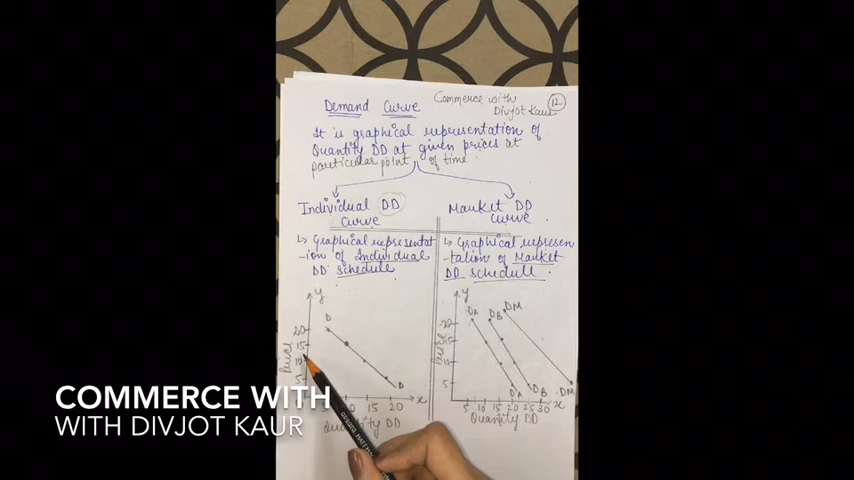 Demand Curve
Commerce with
Divjot Kaur
12
It is graphical representation of
Quantity DD at given prices at
particular point of time.
Individual DD
Curve
Market DD
Curve
↳ Graphical representat
-ion of Individual
DD schedule
↳ Graphical represen
-tation of Market
DD schedule.
y
D
20
15
10
5
Price
D
15 20 x
DD
y
DA DB DM
20
15
10
5
Price
DA DB DM
5 10 15 20 25 30 x
Quantity DD
COMMERCE WITH
WITH DIVJOT KAUR